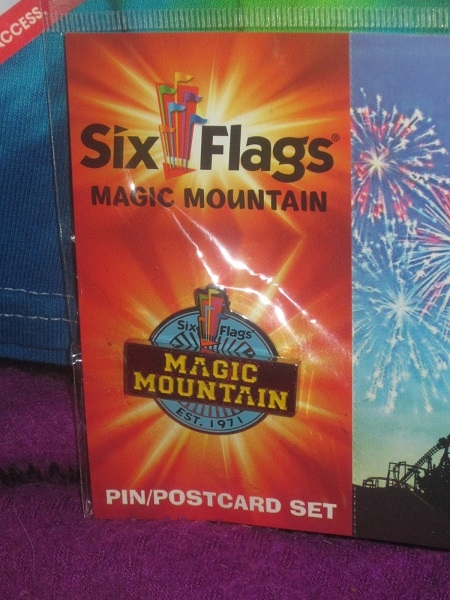 ACCESS
Six Flags®
MAGIC MOUNTAIN
Six Flags
MAGIC
MOUNTAIN
EST. 1971
PIN/POSTCARD SET